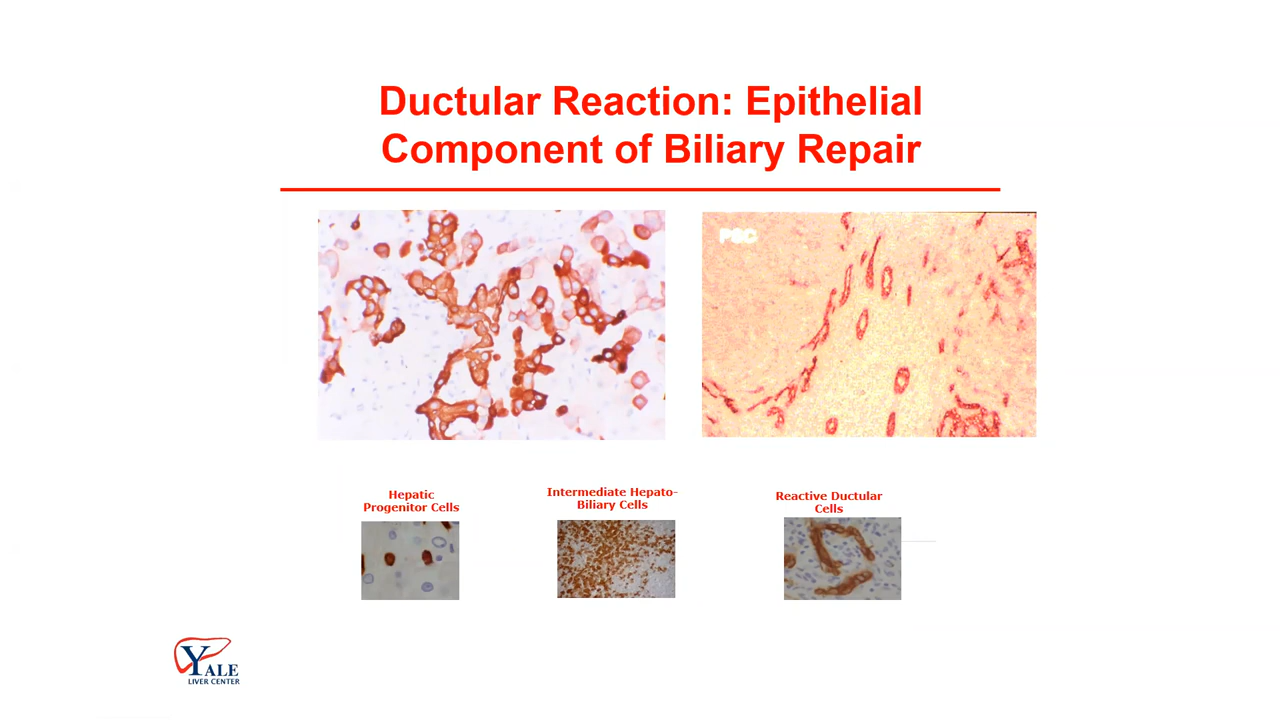 Ductular Reaction: Epithelial
Component of Biliary Repair
PSC
Hepatic
Progenitor Cells
Intermediate Hepato-
Biliary Cells
Reactive Ductular
Cells
YALE
LIVER CENTER